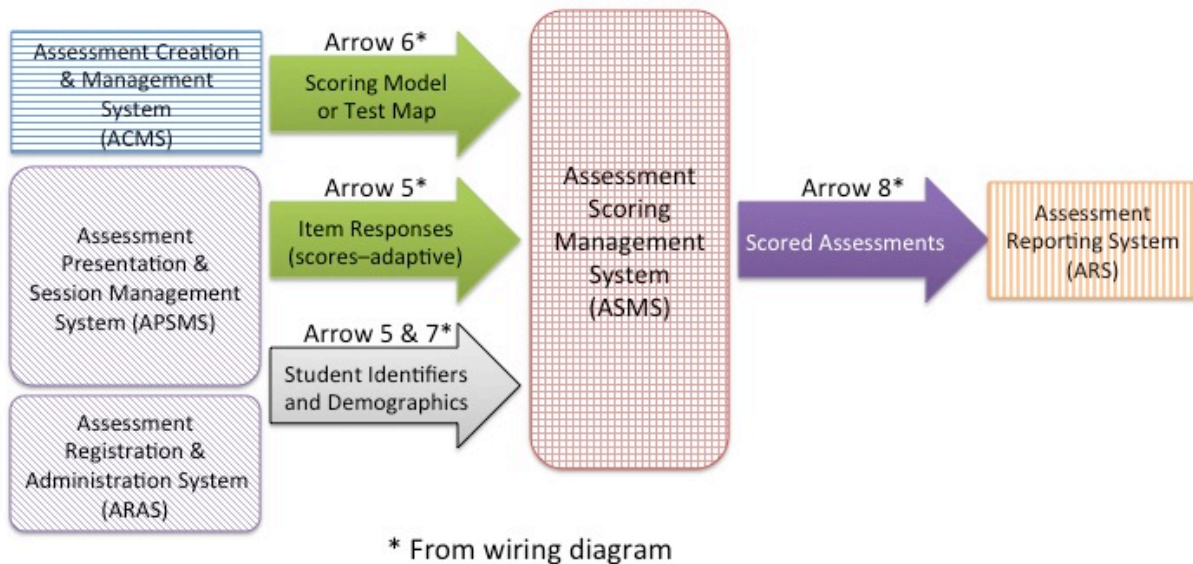 Assessment Creation
& Management
System
(ACMS)
Arrow 6*
Scoring Model
or Test Map
Assessment
Presentation &
Session Management
System (APSMS)
Arrow 5*
Item Responses
(scores–adaptive)
Arrow 5 & 7*
Student Identifiers
and Demographics
Assessment
Registration &
Administration System
(ARAS)
Assessment
Scoring
Management
System
(ASMS)
Arrow 8*
Scored Assessments
Assessment
Reporting System
(ARS)
* From wiring diagram